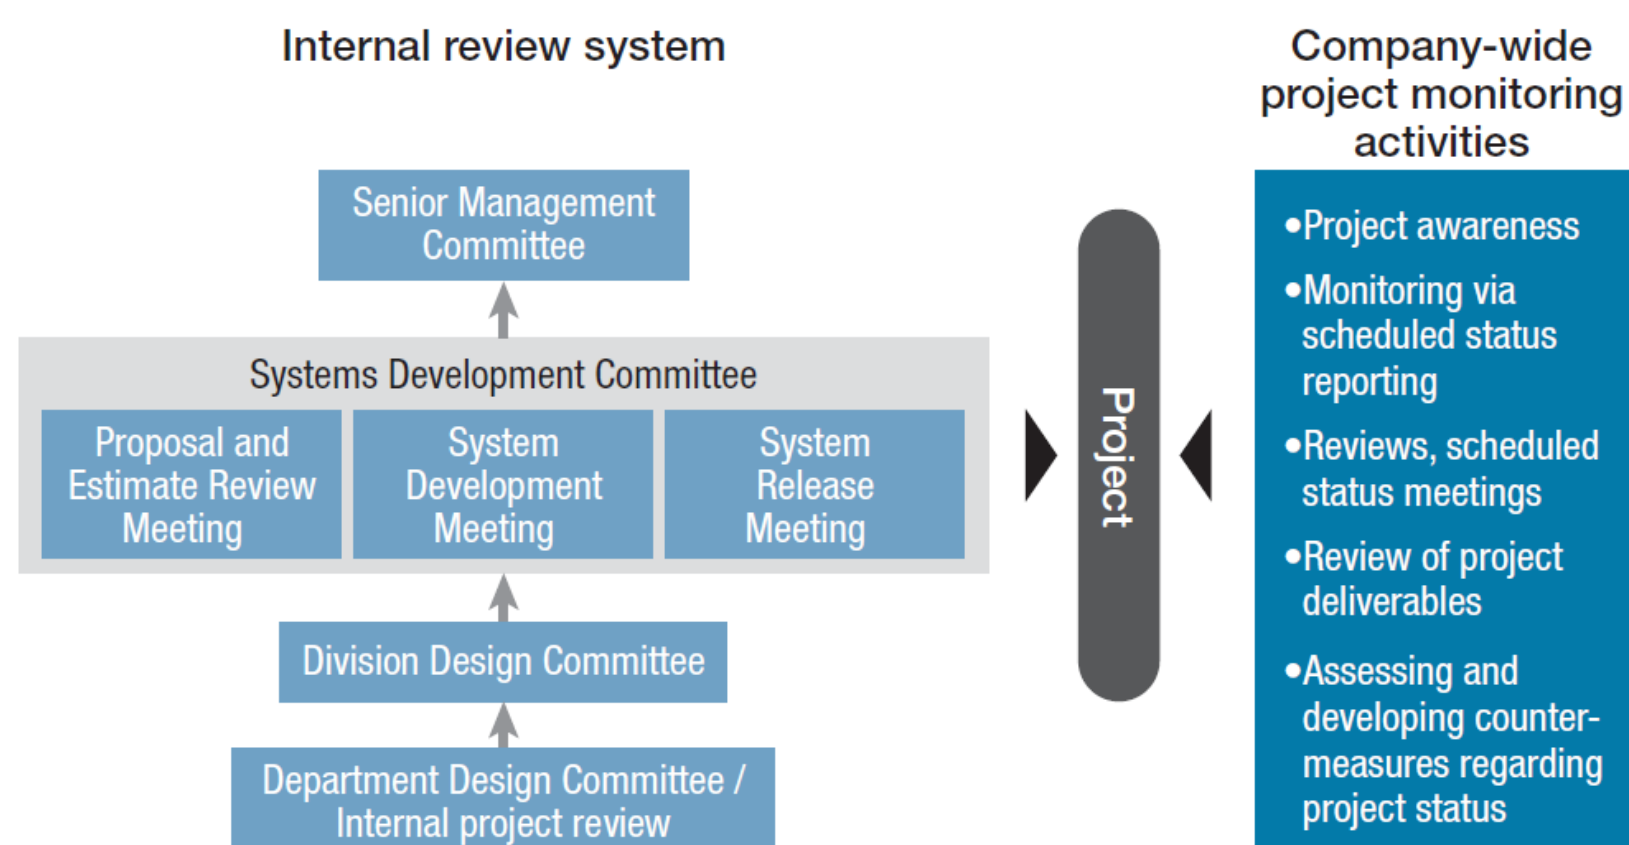 Internal review system
Senior Management
Committee
Systems Development Committee
Proposal and
Estimate Review
Meeting
System
Development
Meeting
System
Release
Meeting
Division Design Committee
Department Design Committee /
Internal project review
Project
Company-wide
project monitoring
activities
•Project awareness
•Monitoring via
scheduled status
reporting
•Reviews, scheduled
status meetings
•Review of project
deliverables
•Assessing and
developing counter-
measures regarding
project status